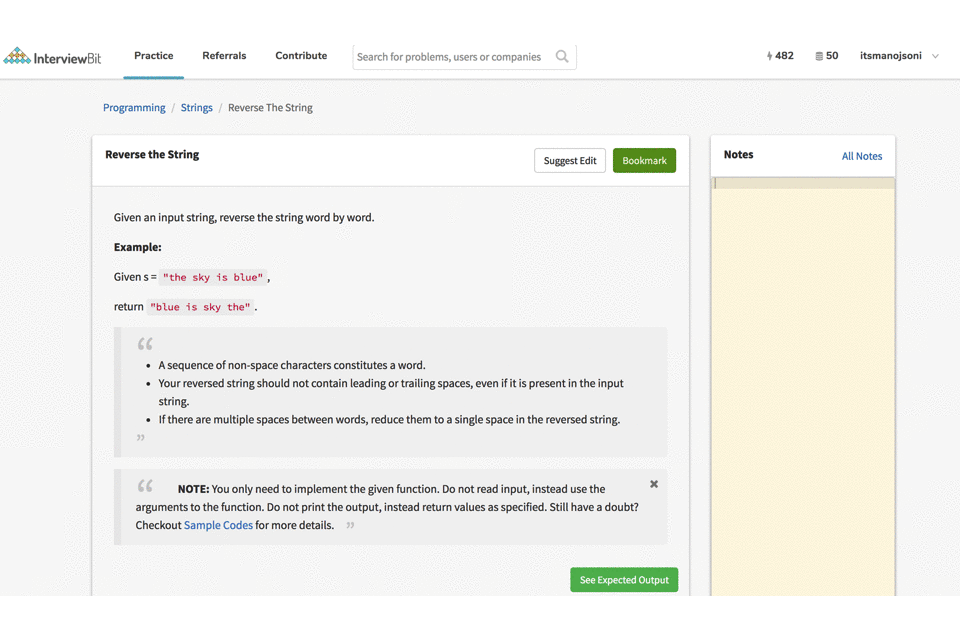 InterviewBit Practice Referrals Contribute Search for problems, users or companies 482 50 itsmanojsoni
Programming / Strings / Reverse The String
Reverse the String Suggest Edit Bookmark Notes All Notes
Given an input string, reverse the string word by word.
Example:
Given s = "the sky is blue",
return "blue is sky the".
“
• A sequence of non-space characters constitutes a word.
• Your reversed string should not contain leading or trailing spaces, even if it is present in the input
string.
• If there are multiple spaces between words, reduce them to a single space in the reversed string.
”
“ NOTE: You only need to implement the given function. Do not read input, instead use the
arguments to the function. Do not print the output, instead return values as specified. Still have a doubt?
Checkout Sample Codes for more details. ”
See Expected Output